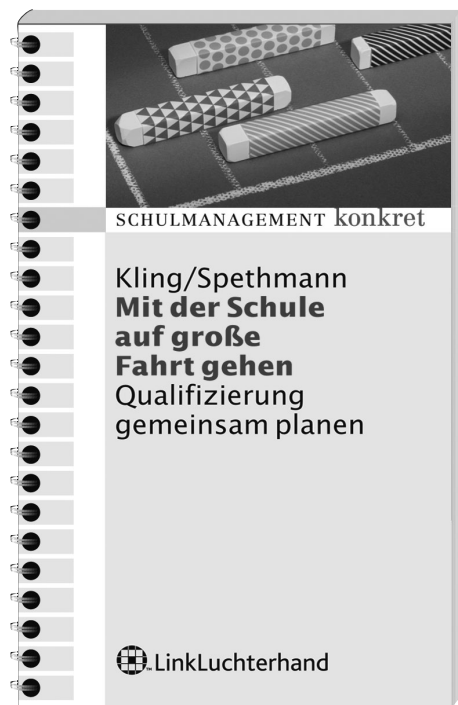 SCHULMANAGEMENT konkret
Kling/Spethmann
Mit der Schule
auf große
Fahrt gehen
Qualifizierung
gemeinsam planen
LinkLuchterhand